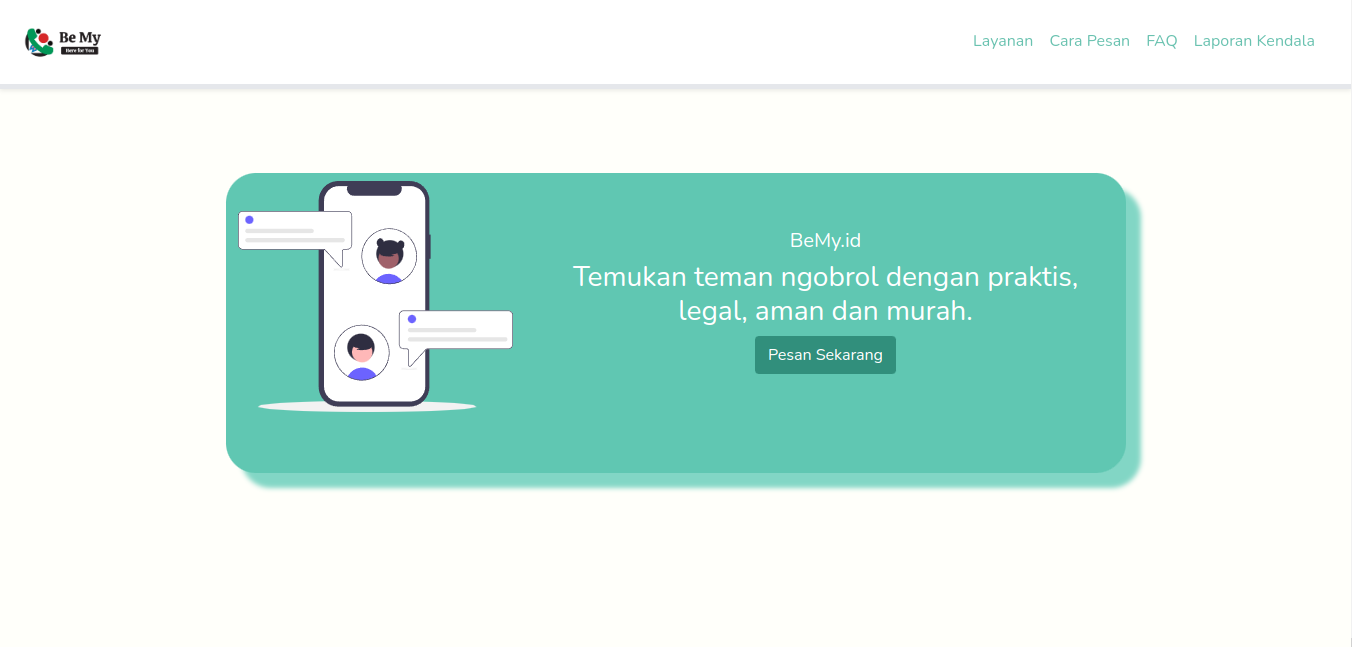 Be My
Here for You
Layanan Cara Pesan FAQ Laporan Kendala
BeMy.id
Temukan teman ngobrol dengan praktis,
legal, aman dan murah.
Pesan Sekarang